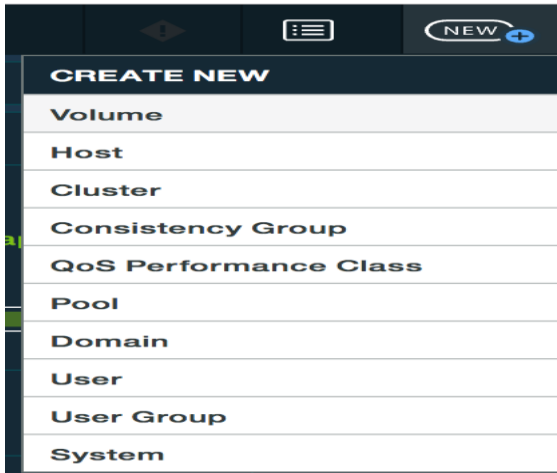 NEW
CREATE NEW
Volume
Host
Cluster
Consistency Group
QoS Performance Class
Pool
Domain
User
User Group
System